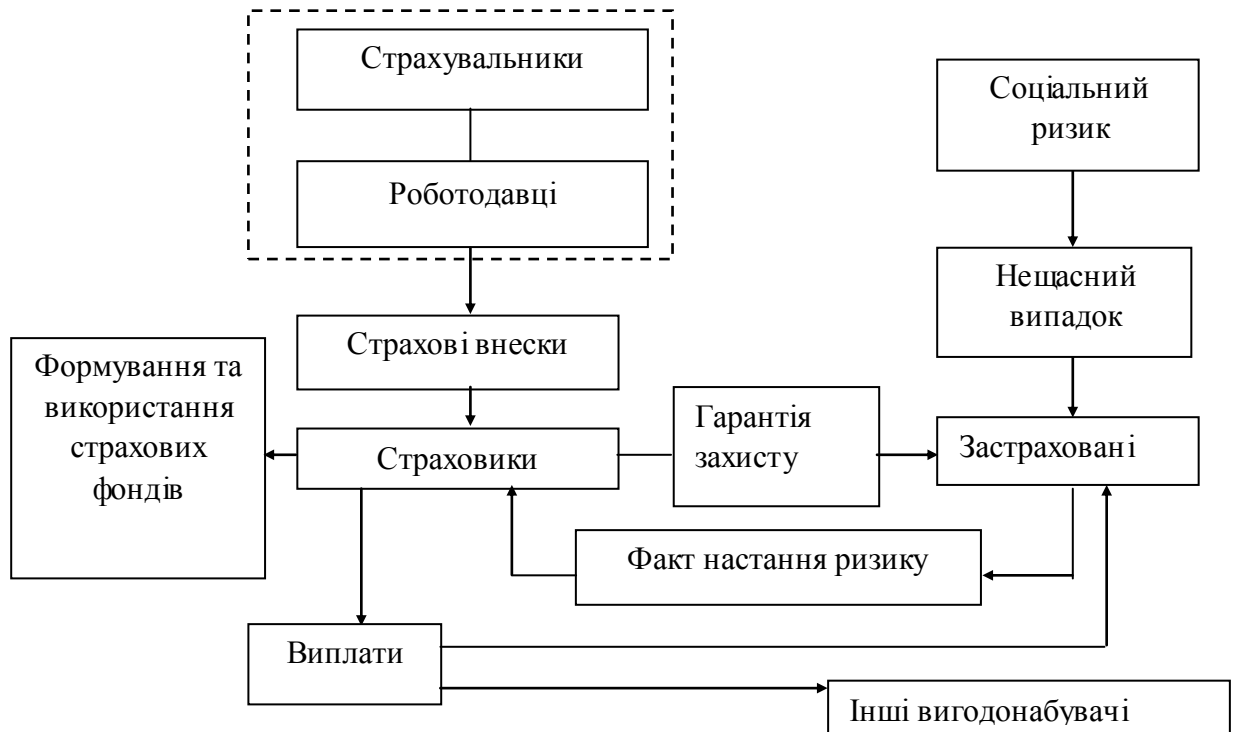 Страхувальники
Соціальний
ризик
Роботодавці
Нещасний
випадок
Страхові внески
Формування та
використання
страхових
фондів
Гарантія
захисту
Страховики
Застраховані
Факт настання ризику
Виплати
Інші вигодонабувачі